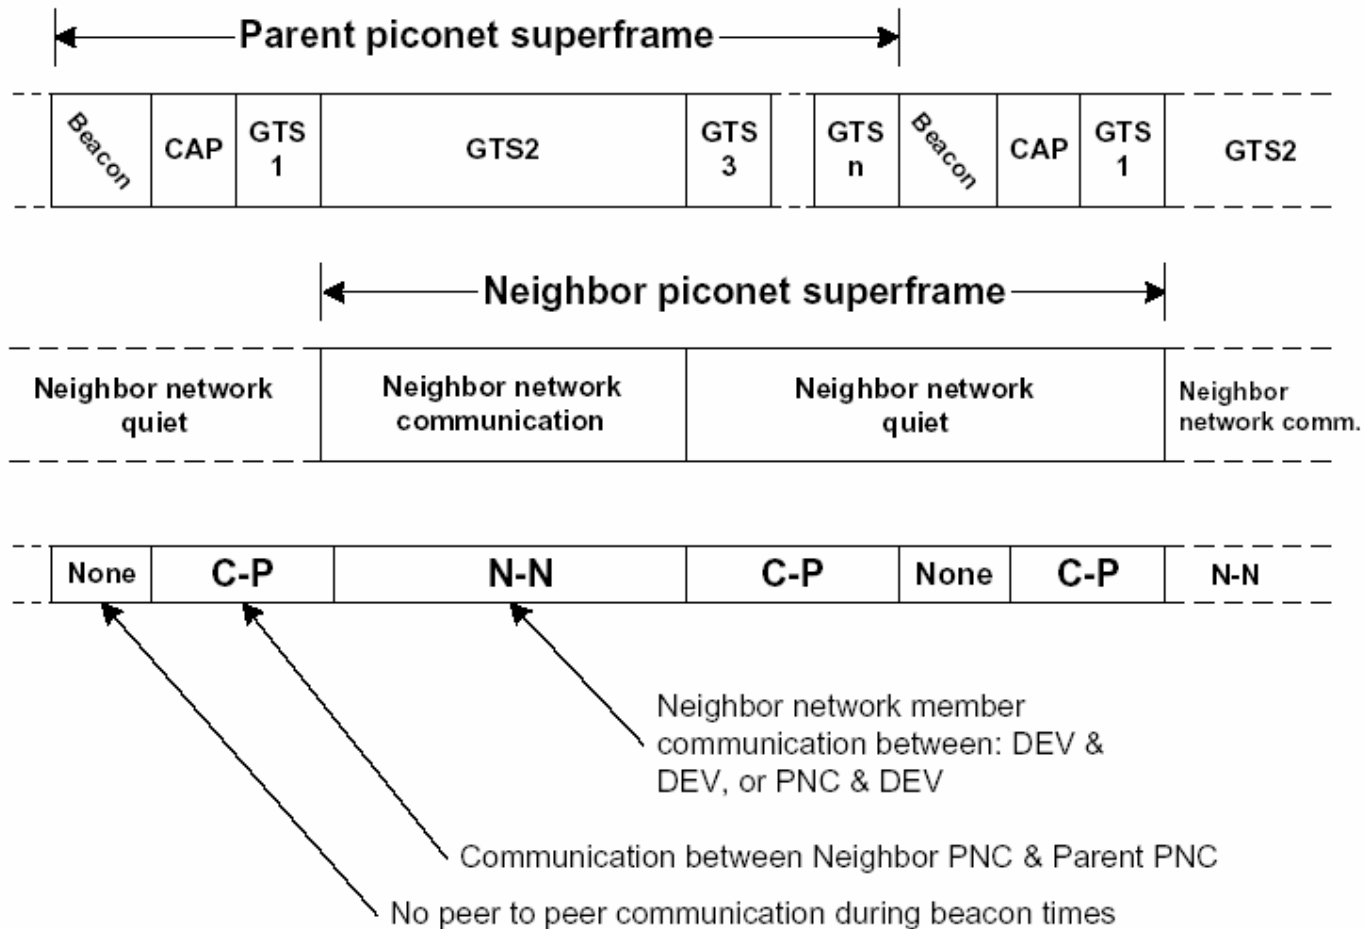 Parent piconet superframe
Beacon
CAP
GTS
1
GTS2
GTS
3
GTS
n
Beacon
CAP
GTS
1
GTS2
Neighbor piconet superframe
Neighbor network
quiet
Neighbor network
communication
Neighbor network
quiet
Neighbor
network comm.
None
C-P
N-N
C-P
None
C-P
N-N
Neighbor network member
communication between: DEV &
DEV, or PNC & DEV
Communication between Neighbor PNC & Parent PNC
No peer to peer communication during beacon times